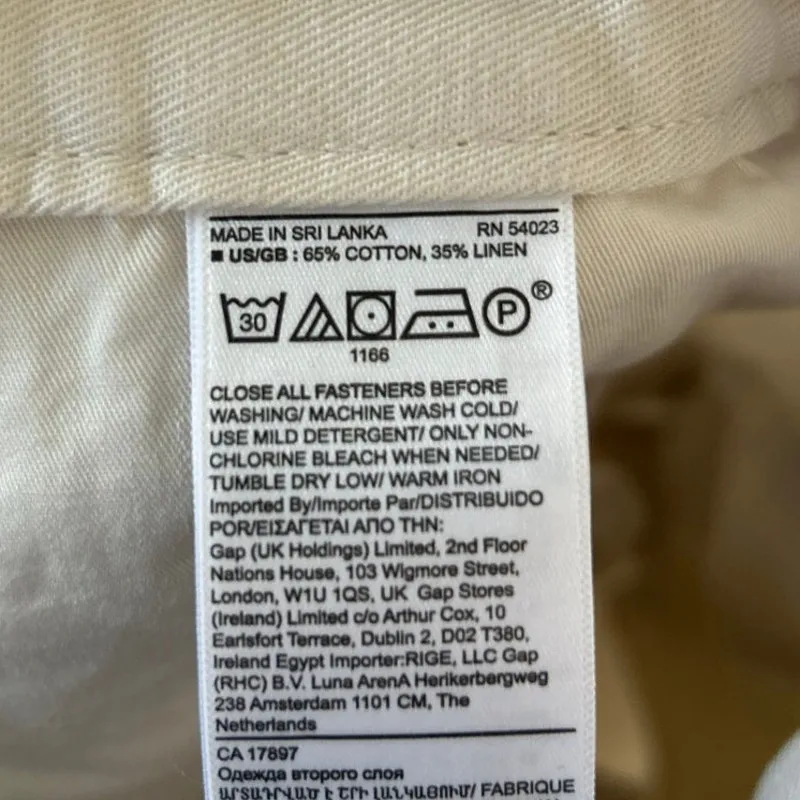 MADE IN SRI LANKA RN 54023
■ US/GB : 65% COTTON, 35% LINEN
30 P ®
1166
CLOSE ALL FASTENERS BEFORE
WASHING/ MACHINE WASH COLD/
USE MILD DETERGENT/ ONLY NON-
CHLORINE BLEACH WHEN NEEDED/
TUMBLE DRY LOW/ WARM IRON
Imported By/Importe Par/DISTRIBUIDO
POR/ΕΙΣΑΓΕΤΑΙ ΑΠΟ ΤΗΝ:
Gap (UK Holdings) Limited, 2nd Floor
Nations House, 103 Wigmore Street,
London, W1U 1QS, UK Gap Stores
(Ireland) Limited c/o Arthur Cox, 10
Earlsfort Terrace, Dublin 2, D02 T380,
Ireland Egypt Importer:RIGE, LLC Gap
(RHC) B.V. Luna ArenA Herikerbergweg
238 Amsterdam 1101 CM, The
Netherlands
CA 17897
Одежда второго слоя
ԱՐՏԱԴՐՎԱԾ Է ՇՐԻ ԼԱՆԿԱՅՈՒՄ/ FABRIQUE